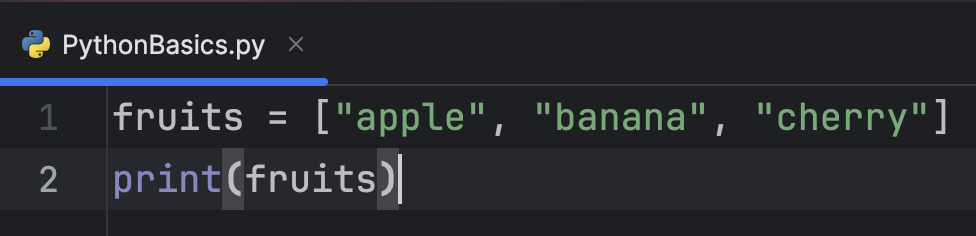 PythonBasics.py ×
1 fruits = ["apple", "banana", "cherry"]
2 print(fruits)